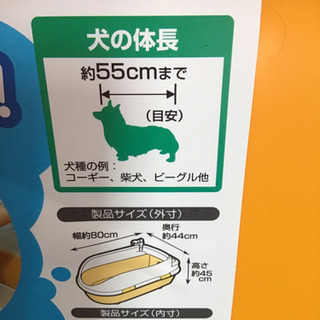 犬の体長
約55cmまで
(目安)
犬種の例:
コーギー、柴犬、ビーグル他
製品サイズ(外寸)
幅約80cm
奥行
約44cm
高さ
約45
cm
製品サイズ(内寸)